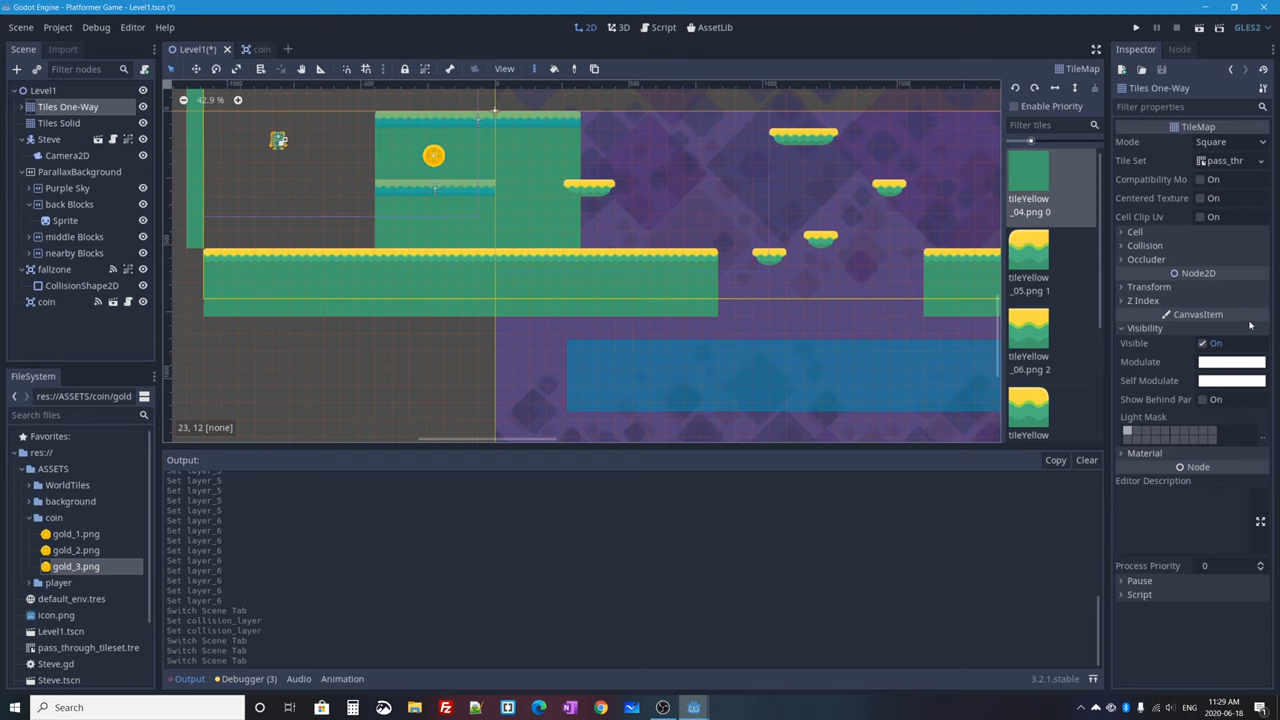 Godot Engine - Platformer Game - Level1.tscn (*)
Scene Project Debug Editor Help
2D 3D Script AssetLib
GLES2
Scene Import
Filter nodes
Level1
Tiles One-Way
Tiles Solid
Steve
Camera2D
ParallaxBackground
Purple Sky
back Blocks
Sprite
middle Blocks
nearby Blocks
fallzone
CollisionShape2D
coin
FileSystem
res://ASSETS/coin/gold
Search files
Favorites:
res://
ASSETS
WorldTiles
background
coin
gold_1.png
gold_2.png
gold_3.png
player
default_env.tres
icon.png
Level1.tscn
pass_through_tileset.tre
Steve.gd
Steve.tscn
Level1(*) coin
View
TileMap
42.9 %
23, 12 [none]
Enable Priority
Filter tiles
tileYellow
_04.png 0
tileYellow
_05.png 1
tileYellow
_06.png 2
tileYellow
Output:
Copy Clear
Set layer_5
Set layer_5
Set layer_5
Set layer_5
Set layer_5
Set layer_6
Set layer_6
Set layer_6
Set layer_6
Set layer_6
Set layer_6
Set layer_6
Set layer_6
Set layer_6
Switch Scene Tab
Set collision_layer
Set collision_layer
Switch Scene Tab
Switch Scene Tab
Switch Scene Tab
Output Debugger (3) Audio Animation
3.2.1.stable
Inspector Node
Tiles One-Way
Filter properties
TileMap
Mode Square
Tile Set pass_thr
Compatibility Mo On
Centered Texture On
Cell Clip Uv On
Cell
Collision
Occluder
Node2D
Transform
Z Index
CanvasItem
Visibility
Visible On
Modulate
Self Modulate
Show Behind Par On
Light Mask
Material
Node
Editor Description
Process Priority 0
Pause
Script
Search
11:29 AM
2020-06-18